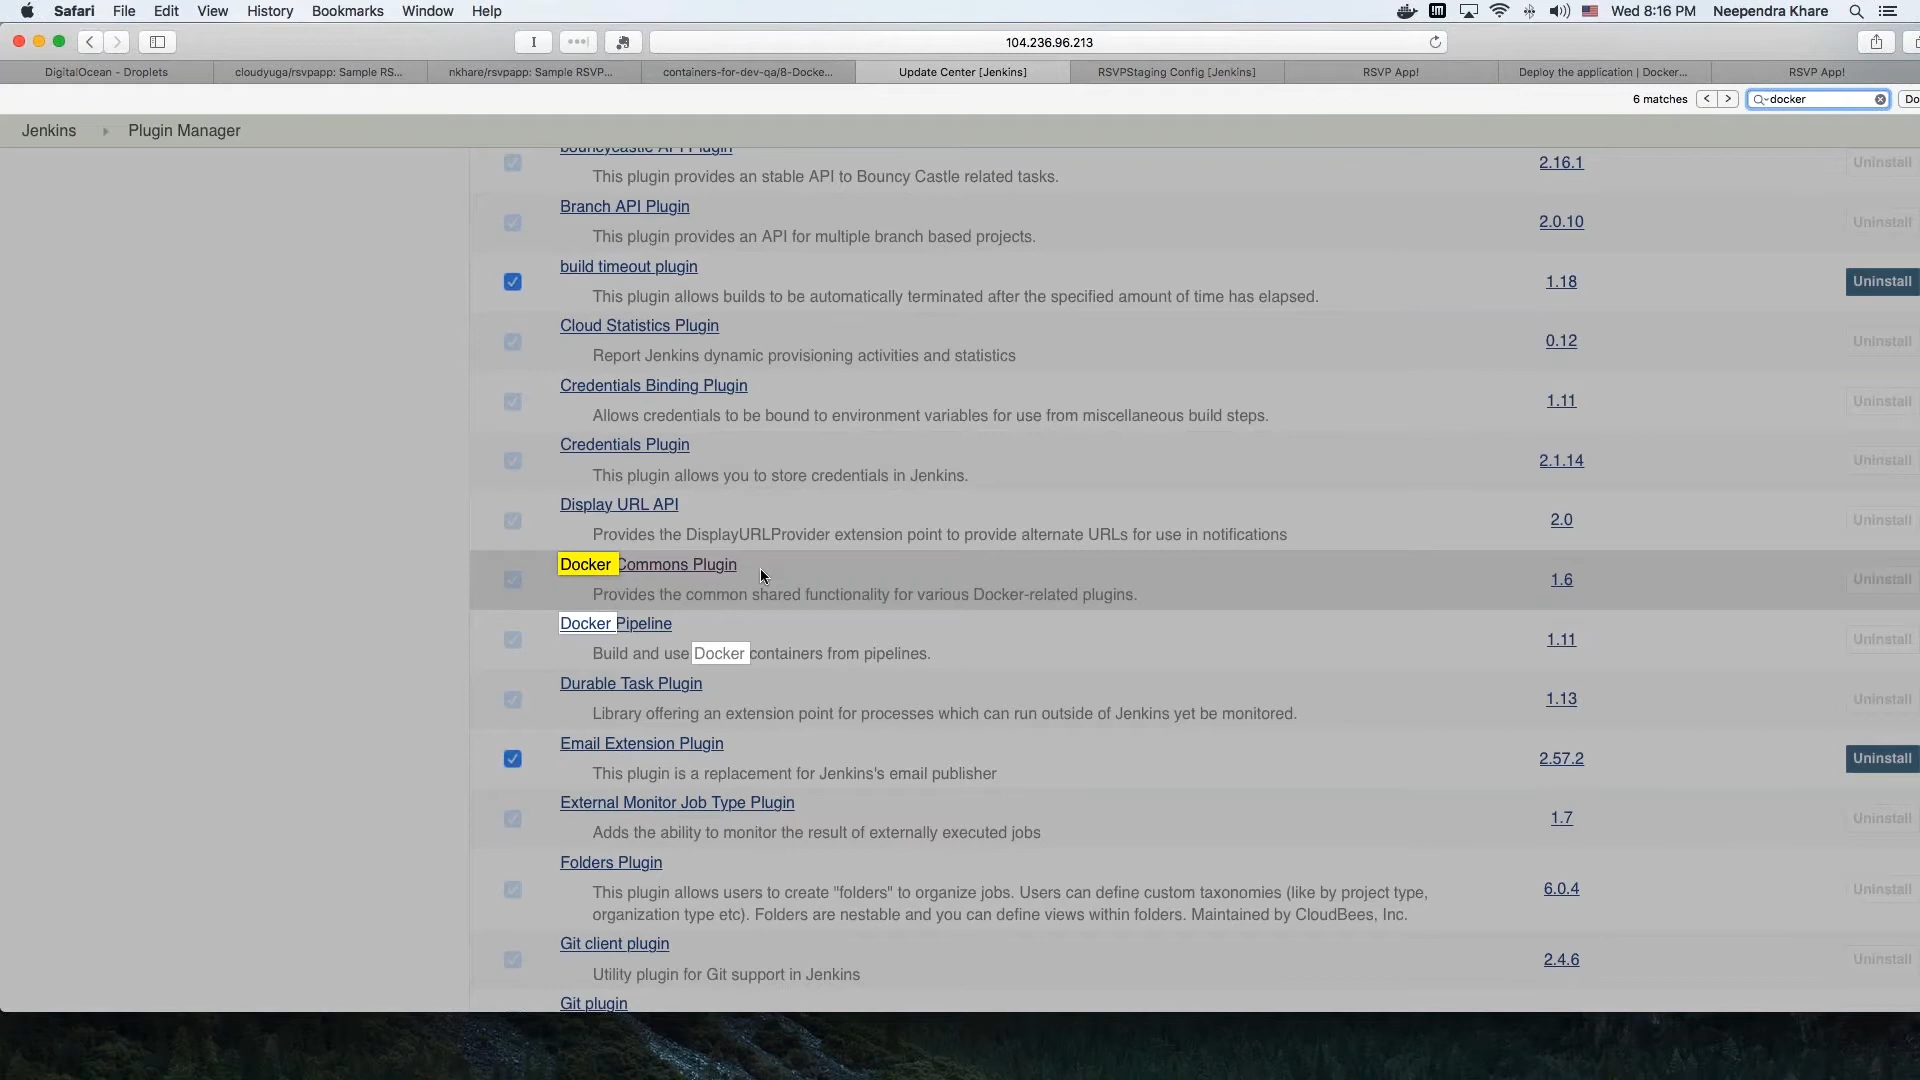 Safari File Edit View History Bookmarks Window Help Wed 8:16 PM Neependra Khare
104.236.96.213
DigitalOcean - Droplets cloudyuga/rsvpapp: Sample RS... nkhare/rsvpapp: Sample RSVP... containers-for-dev-qa/8-Docke... Update Center [Jenkins] RSVPStaging Config [Jenkins] RSVP App! Deploy the application | Docker... RSVP App!
6 matches docker Do
Jenkins Plugin Manager
bouncycastle API Plugin
2.16.1 Uninstall
This plugin provides an stable API to Bouncy Castle related tasks.
Branch API Plugin
2.0.10 Uninstall
This plugin provides an API for multiple branch based projects.
build timeout plugin
1.18 Uninstall
This plugin allows builds to be automatically terminated after the specified amount of time has elapsed.
Cloud Statistics Plugin
0.12 Uninstall
Report Jenkins dynamic provisioning activities and statistics
Credentials Binding Plugin
1.11 Uninstall
Allows credentials to be bound to environment variables for use from miscellaneous build steps.
Credentials Plugin
2.1.14 Uninstall
This plugin allows you to store credentials in Jenkins.
Display URL API
2.0 Uninstall
Provides the DisplayURLProvider extension point to provide alternate URLs for use in notifications
Docker Commons Plugin
1.6 Uninstall
Provides the common shared functionality for various Docker-related plugins.
Docker Pipeline
1.11 Uninstall
Build and use Docker containers from pipelines.
Durable Task Plugin
1.13 Uninstall
Library offering an extension point for processes which can run outside of Jenkins yet be monitored.
Email Extension Plugin
2.57.2 Uninstall
This plugin is a replacement for Jenkins's email publisher
External Monitor Job Type Plugin
1.7 Uninstall
Adds the ability to monitor the result of externally executed jobs
Folders Plugin
6.0.4 Uninstall
This plugin allows users to create "folders" to organize jobs. Users can define custom taxonomies (like by project type,
organization type etc). Folders are nestable and you can define views within folders. Maintained by CloudBees, Inc.
Git client plugin
2.4.6 Uninstall
Utility plugin for Git support in Jenkins
Git plugin